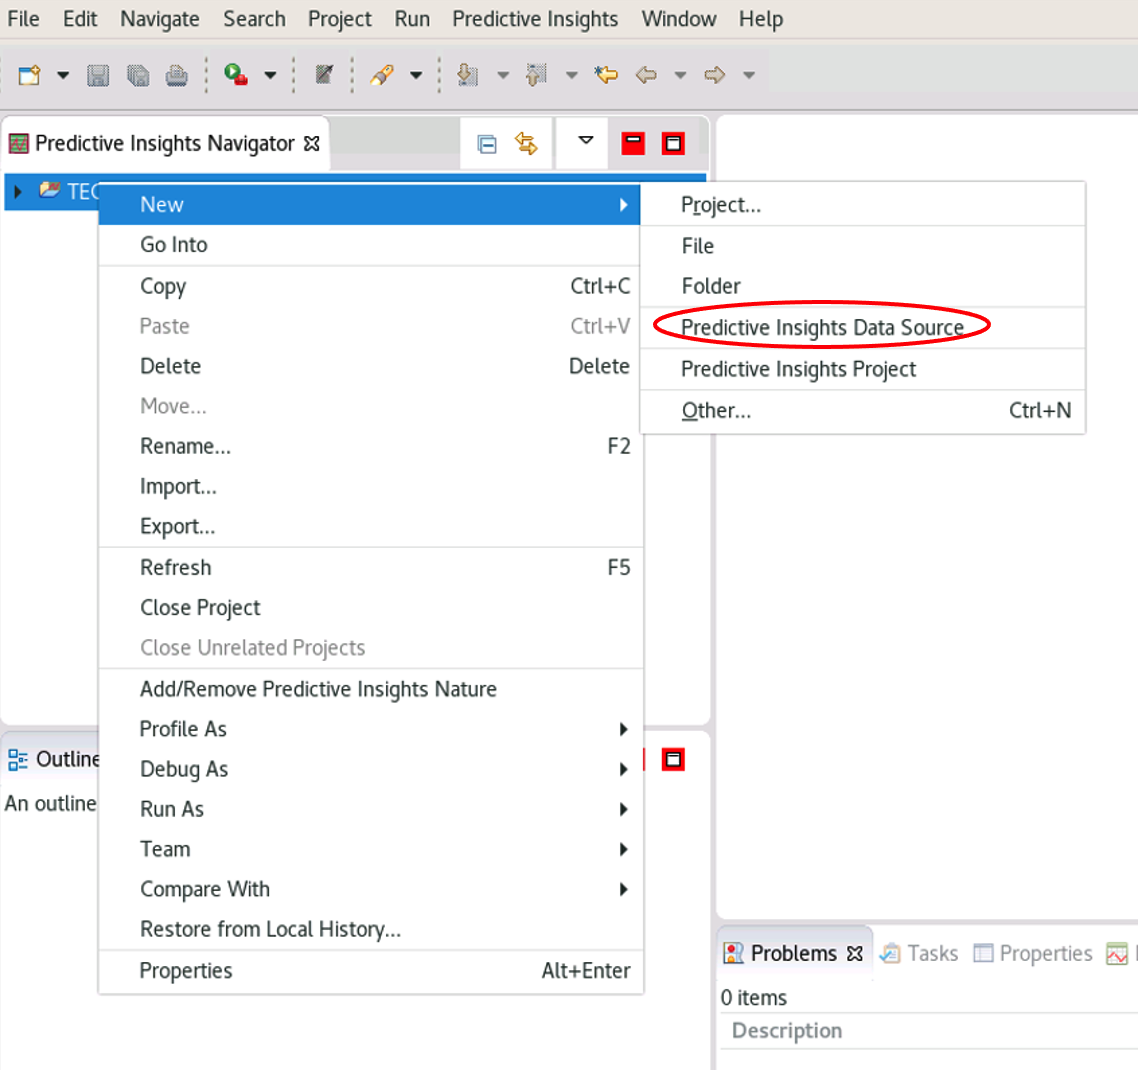 File Edit Navigate Search Project Run Predictive Insights Window Help
Predictive Insights Navigator
New
Go Into
Copy Ctrl+C
Paste Ctrl+V
Delete Delete
Move...
Rename... F2
Import...
Export...
Refresh F5
Close Project
Close Unrelated Projects
Add/Remove Predictive Insights Nature
Profile As
Debug As
Run As
Team
Compare With
Restore from Local History...
Properties Alt+Enter
Project...
File
Folder
Predictive Insights Data Source
Predictive Insights Project
Other... Ctrl+N
Outline
An outline
Problems Tasks Properties
0 items
Description